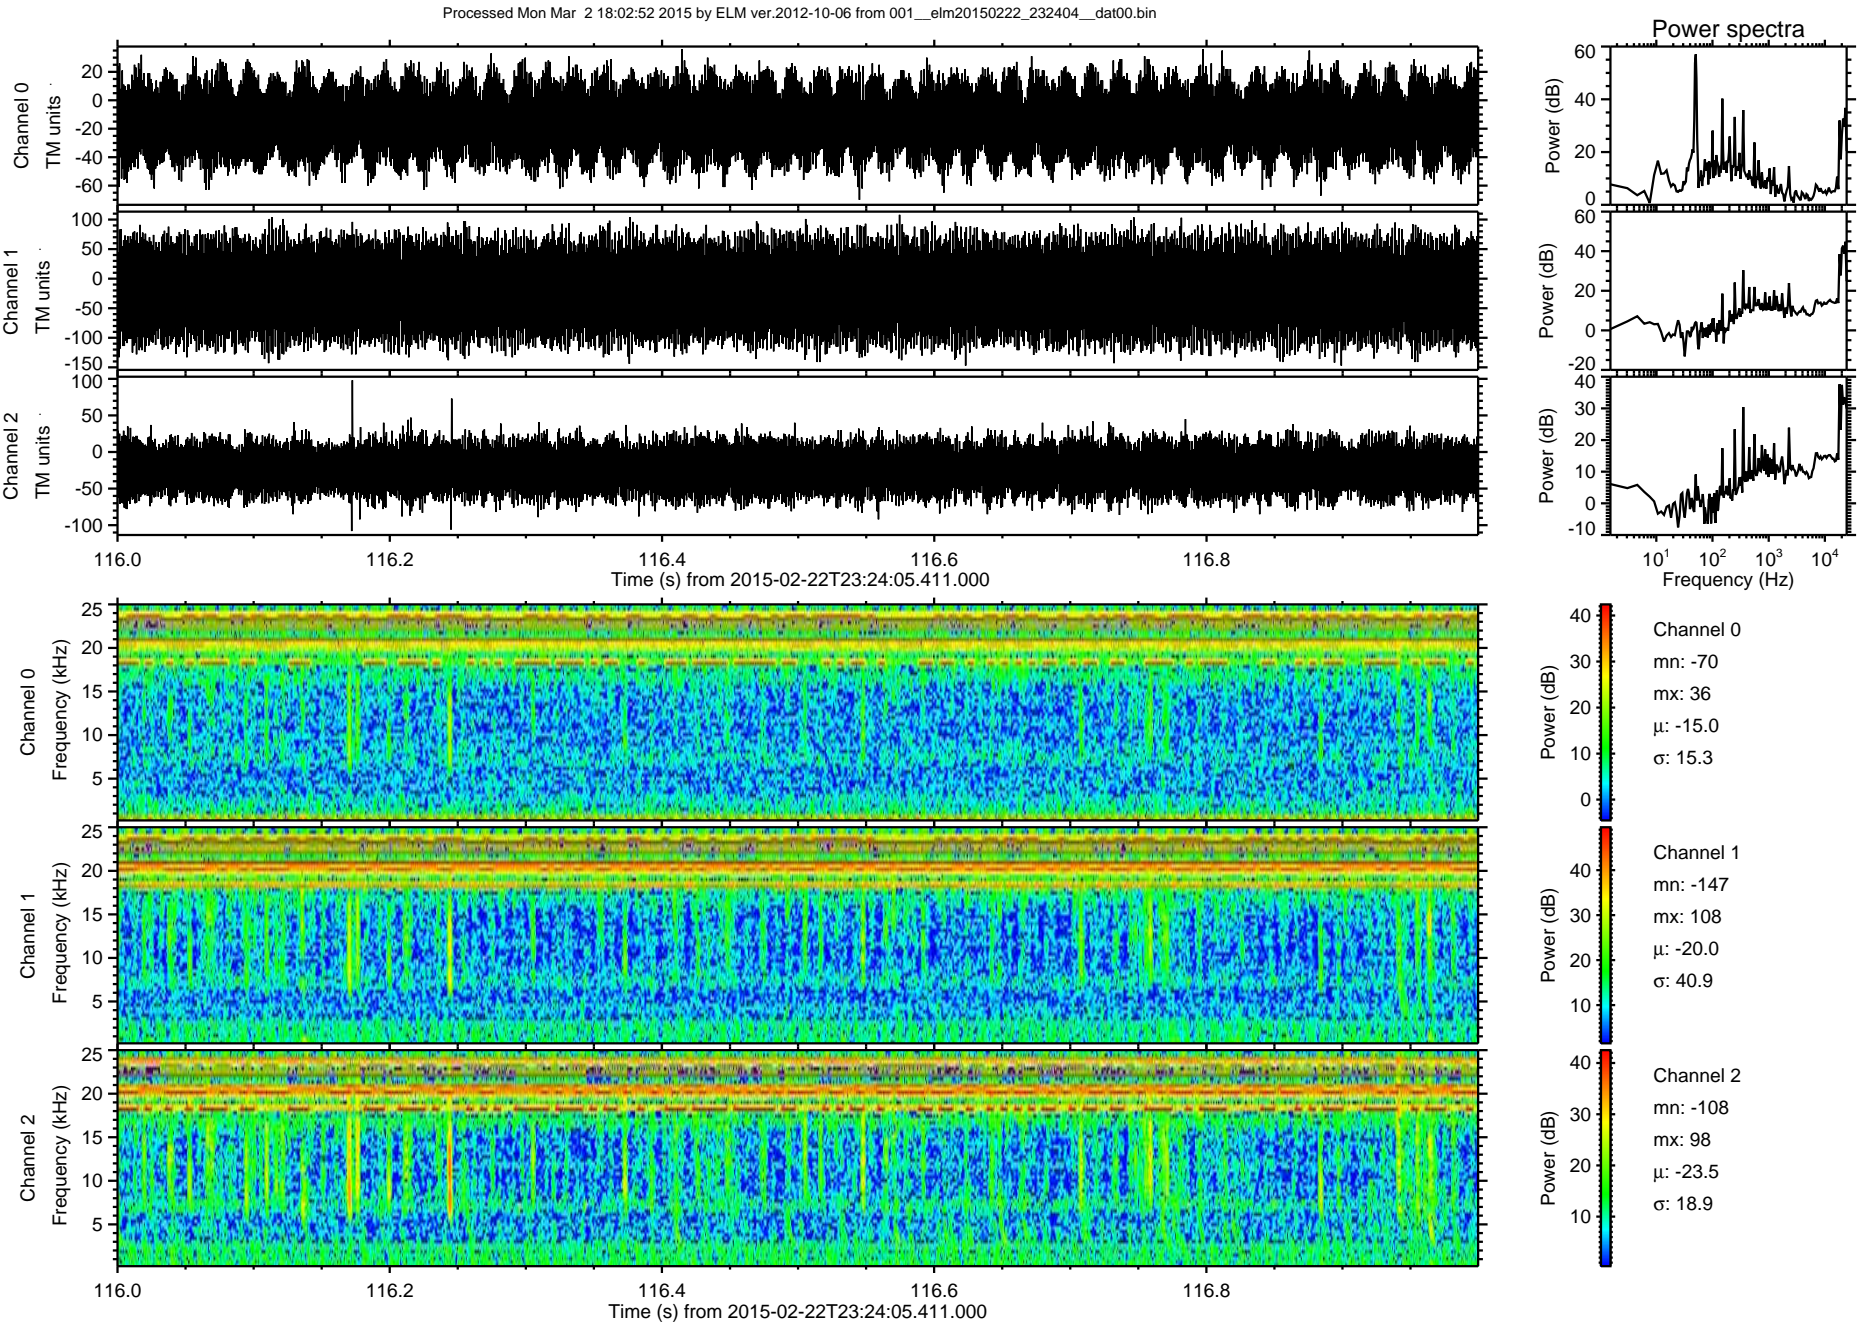 Processed Mon Mar  2 18:02:52 2015 by ELM ver.2012-10-06 from 001__elm20150222_232404__dat00.bin
Power spectra
Channel 0
TM units
20
0
-20
-40
-60
Power (dB)
60
40
20
0
Channel 1
TM units
100
50
0
-50
-100
-150
Power (dB)
60
40
20
0
-20
Channel 2
TM units
100
50
0
-50
-100
Power (dB)
40
30
20
10
0
-10
116.0 116.2 116.4 116.6 116.8
Time (s) from 2015-02-22T23:24:05.411.000
10^1 10^2 10^3 10^4
Frequency (Hz)
Channel 0
Frequency (kHz)
25
20
15
10
5
Power (dB)
40
30
20
10
0
Channel 0
mn: -70
mx: 36
μ: -15.0
σ: 15.3
Channel 1
Frequency (kHz)
25
20
15
10
5
Power (dB)
40
30
20
10
Channel 1
mn: -147
mx: 108
μ: -20.0
σ: 40.9
Channel 2
Frequency (kHz)
25
20
15
10
5
Power (dB)
40
30
20
10
Channel 2
mn: -108
mx: 98
μ: -23.5
σ: 18.9
116.0 116.2 116.4 116.6 116.8
Time (s) from 2015-02-22T23:24:05.411.000